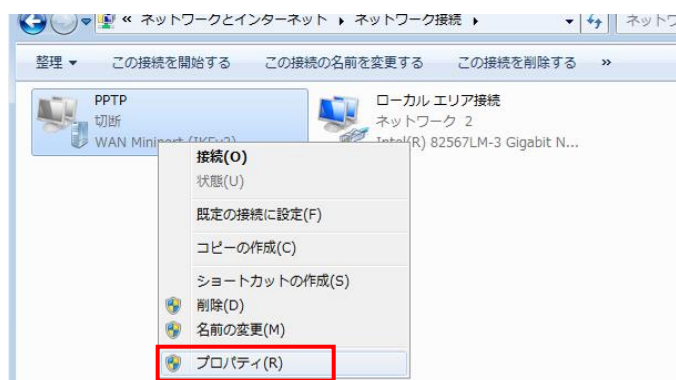 « ネットワークとインターネット ▸ ネットワーク接続 ▸
整理 ▼ この接続を開始する この接続の名前を変更する この接続を削除する »
PPTP
切断
WAN Miniport (IKEv2)
ローカル エリア接続
ネットワーク 2
Intel(R) 82567LM-3 Gigabit N...
接続(O)
状態(U)
既定の接続に設定(F)
コピーの作成(C)
ショートカットの作成(S)
削除(D)
名前の変更(M)
プロパティ(R)